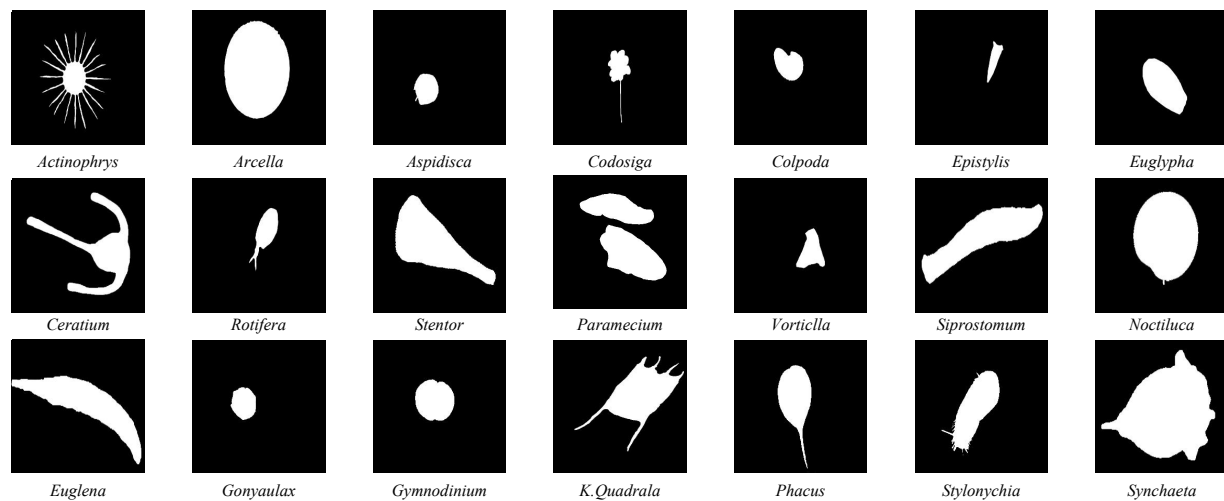 Actinophrys Arcella Aspidisca Codosiga Colpoda Epistylis Euglypha
Ceratium Rotifera Stentor Paramecium Vorticlla Siprostomum Noctiluca
Euglena Gonyaulax Gymnodinium K.Quadrala Phacus Stylonychia Synchaeta